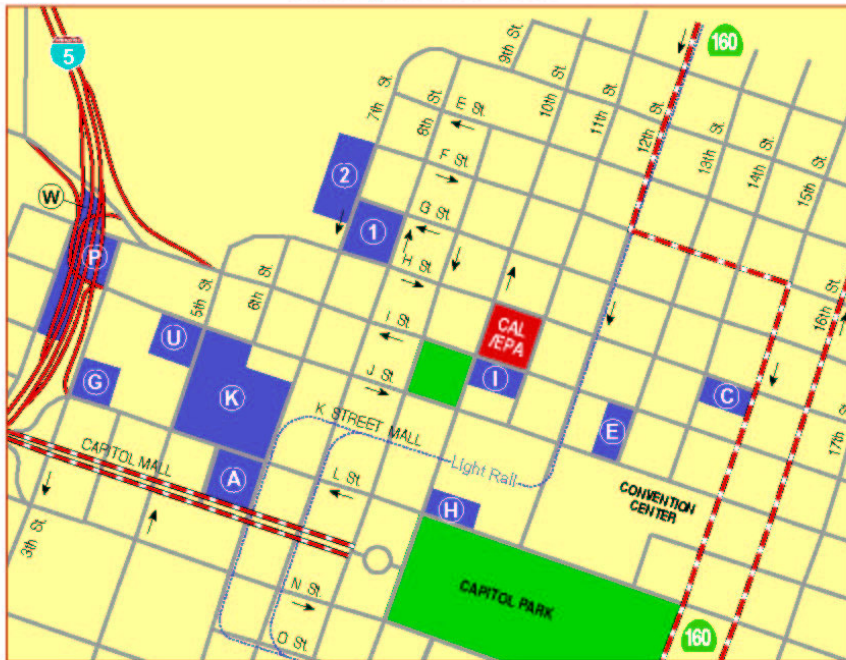 5
160
9th St.
10th St.
11th St.
12th St.
13th St.
14th St.
15th St.
16th St.
17th S
7th St.
8th St.
E St.
F St.
G St.
H St.
I St.
J St.
W
P
2
1
5th St.
6th St.
U
G
K
CAL
/EPA
I
C
E
K STREET MALL
Light Rail
CAPITOL MALL
A
L St.
H
CONVENTION
CENTER
3th St.
N St.
O St.
CAPITOL PARK
160